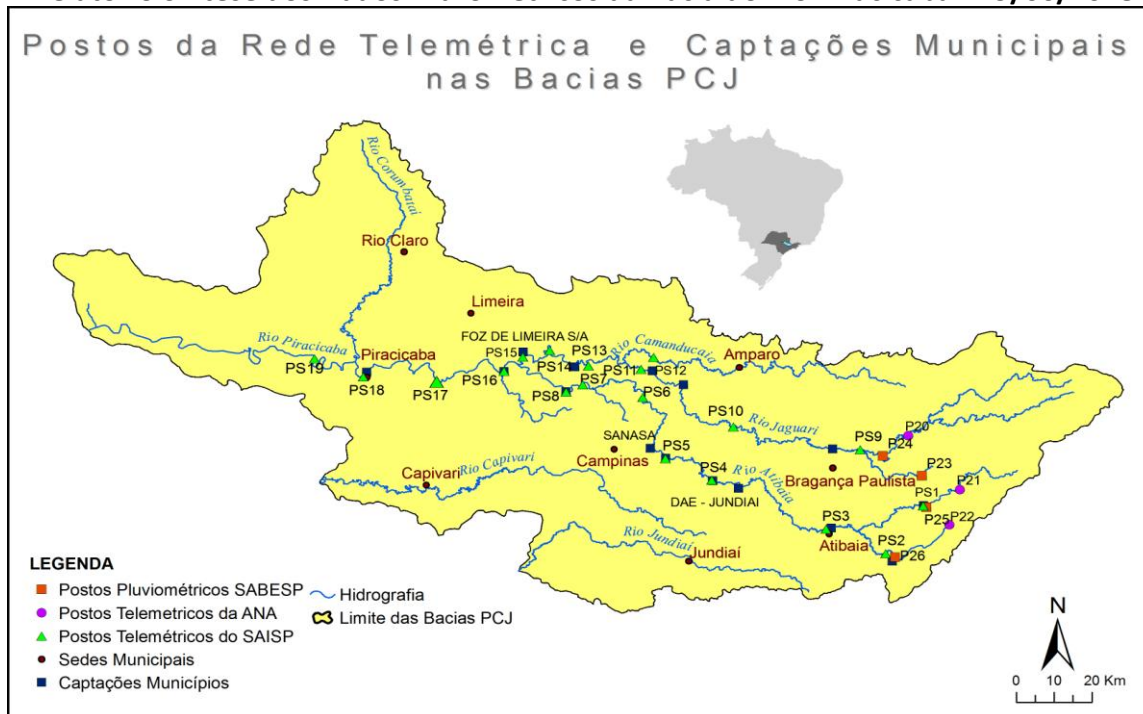 Postos da Rede Telemétrica e Captações Municipais
nas Bacias PCJ
Rio Corumbataí
Rio Claro
Limeira
FOZ DE LIMEIRA S/A
Rio Piracicaba
Piracicaba
PS19
PS18
PS17
PS16
PS15
PS14
PS13
PS11
PS12
Rio Camanducaia
Amparo
PS7
PS8
PS6
PS10
Rio Jaguarí
P20
PS9
P24
SANASA
PS5
Campinas
P23
Bragança Paulista
Capivari
Rio Capivari
PS4
Rio Atibaia
PS1
P21
DAE - JUNDIAI
P25
P22
PS3
Atibaia
PS2
P26
Rio Jundiaí
Jundiaí
LEGENDA
Postos Pluviométricos SABESP
Hidrografia
Postos Telemetricos da ANA
Limite das Bacias PCJ
Postos Telemétricos do SAISP
Sedes Municipais
Captações Municípios
N
0 10 20 Km